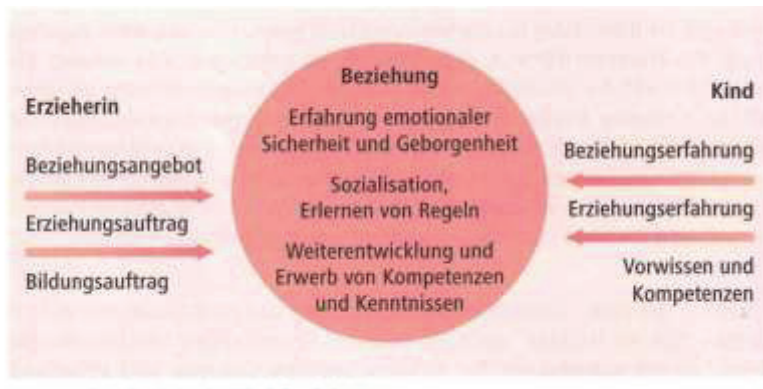 Erzieherin
Beziehungsangebot
Erziehungsauftrag
Bildungsauftrag
Beziehung
Erfahrung emotionaler
Sicherheit und Geborgenheit
Sozialisation,
Erlernen von Regeln
Weiterentwicklung und
Erwerb von Kompetenzen
und Kenntnissen
Kind
Beziehungserfahrung
Erziehungserfahrung
Vorwissen und
Kompetenzen